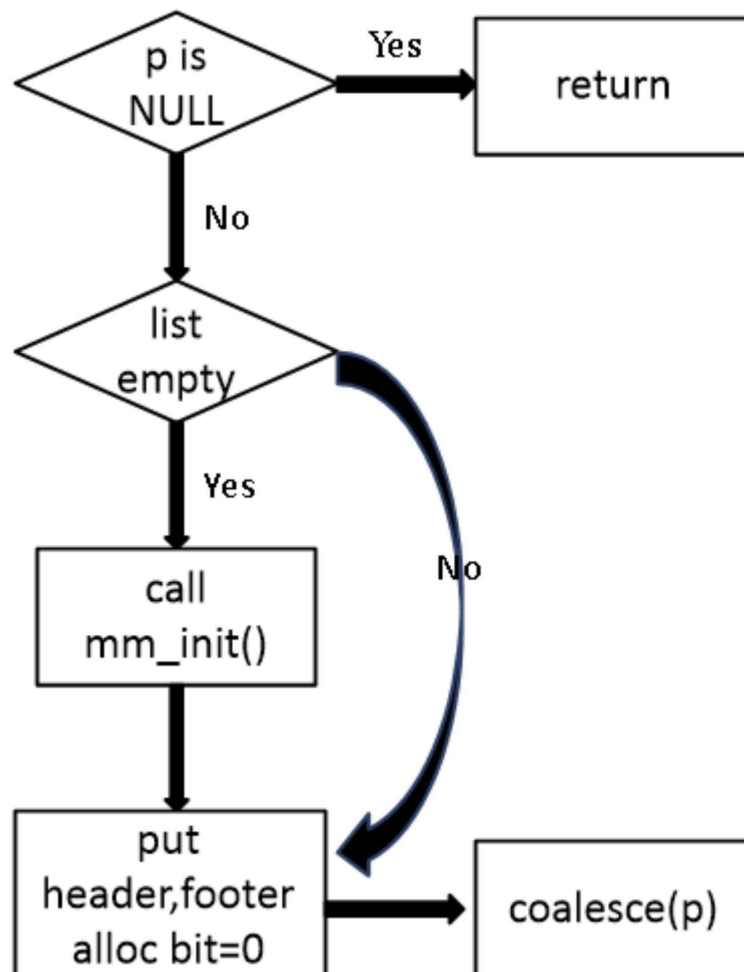 p is
NULL
Yes
return
No
list
empty
Yes
No
call
mm_init()
put
header,footer
alloc bit=0
coalesce(p)